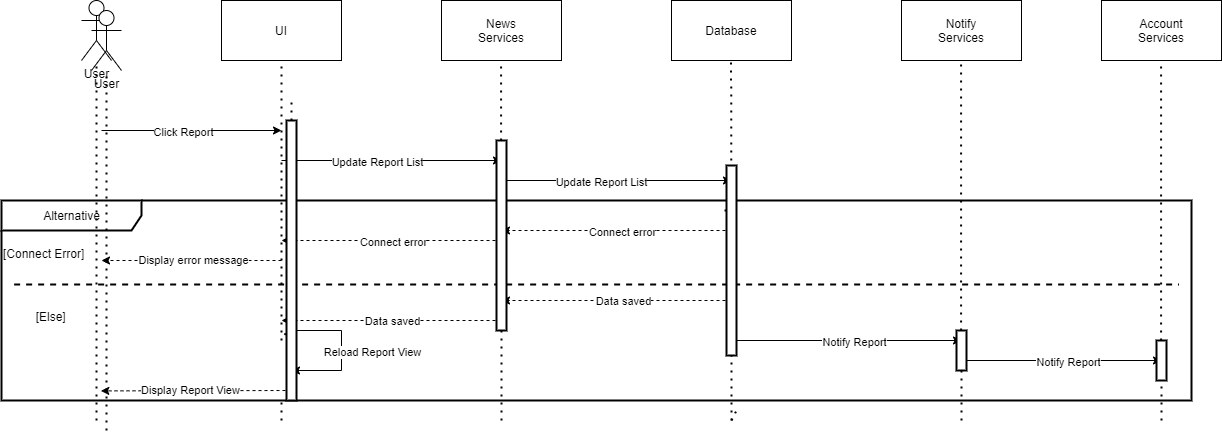 UI
News
Services
Database
Notify
Services
Account
Services
User
User
Click Report
Update Report List
Update Report List
Alternative
Connect error
Connect error
[Connect Error]
Display error message
Data saved
Data saved
[Else]
Notify Report
Reload Report View
Notify Report
Display Report View